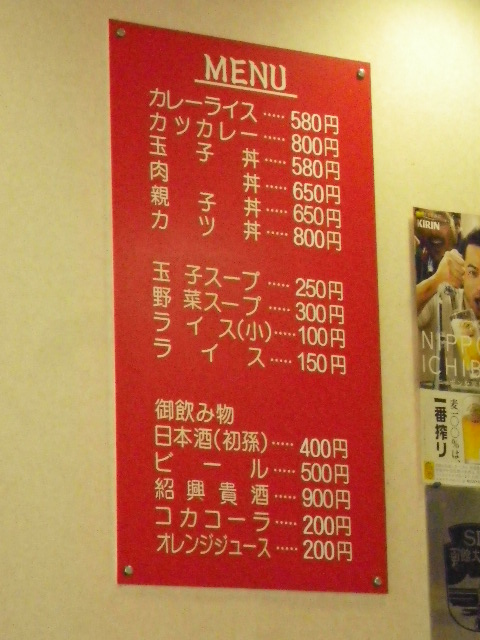 MENU
カレーライス‥‥580円
カツカレー‥‥800円
玉子丼‥‥580円
肉丼‥‥650円
親子丼‥‥650円
カツ丼‥‥800円
玉子スープ‥‥250円
野菜スープ‥‥300円
ライス(小)‥‥100円
ライス‥‥150円
御飲み物
日本酒(初孫)‥‥400円
ビール‥‥500円
紹興貴酒‥‥900円
コカコーラ‥‥200円
オレンジジュース‥‥200円
KIRIN
NIPPO
ICHIB
麦一〇〇%は、
一番搾り